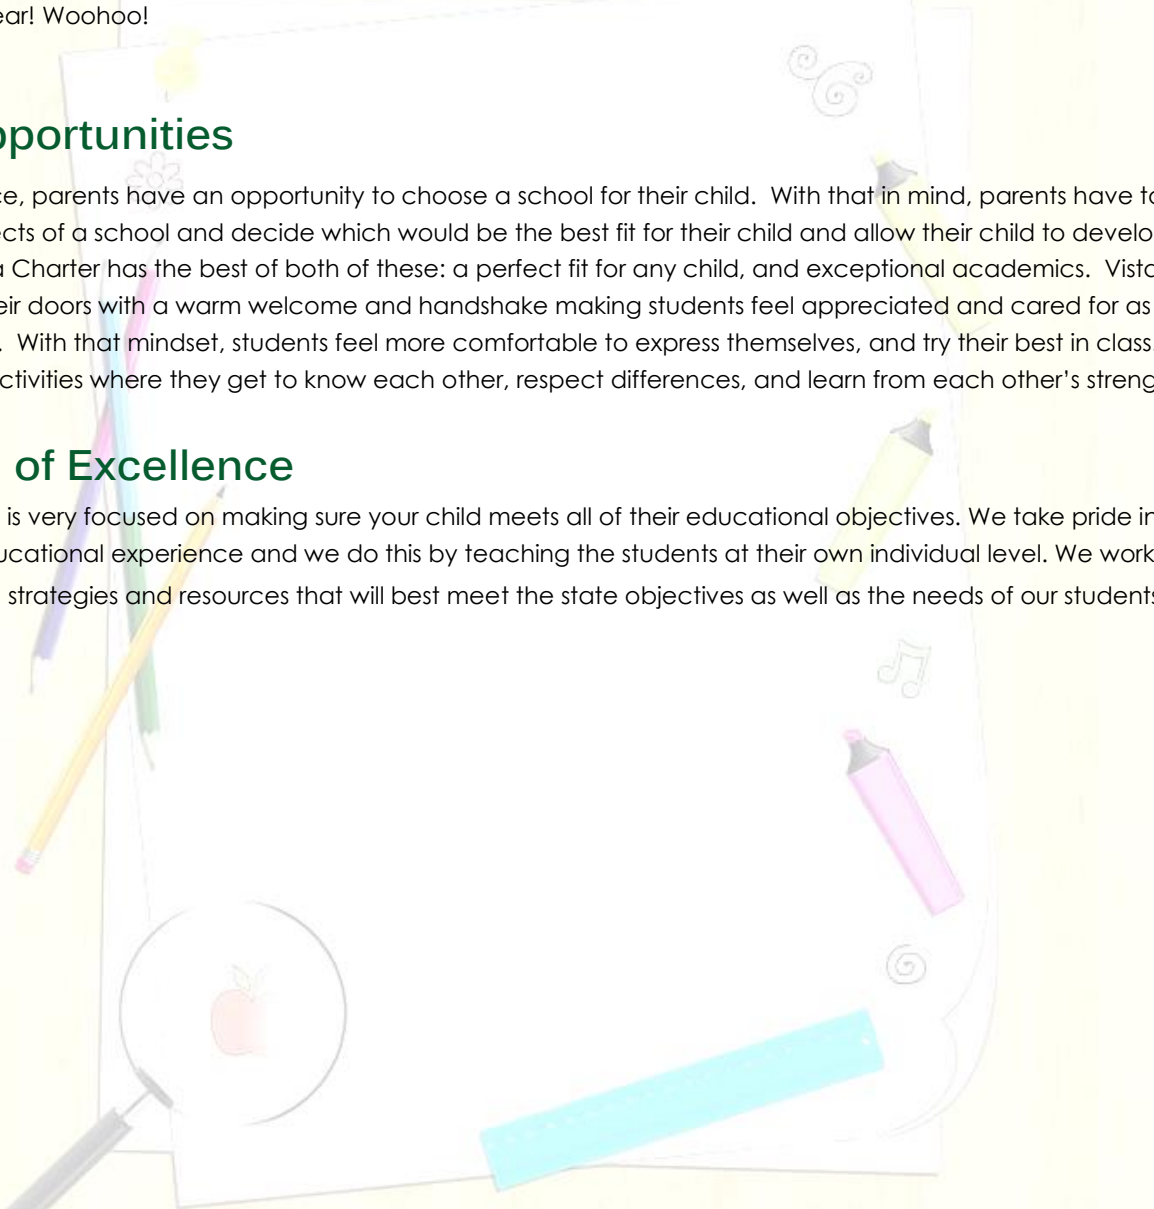 ear! Woohoo!
pportunities
ce, parents have an opportunity to choose a school for their child.  With that in mind, parents have to
ects of a school and decide which would be the best fit for their child and allow their child to develo
a Charter has the best of both of these: a perfect fit for any child, and exceptional academics.  Vista
eir doors with a warm welcome and handshake making students feel appreciated and cared for as
.  With that mindset, students feel more comfortable to express themselves, and try their best in class.
ctivities where they get to know each other, respect differences, and learn from each other’s streng
of Excellence
is very focused on making sure your child meets all of their educational objectives. We take pride in
ucational experience and we do this by teaching the students at their own individual level. We work
strategies and resources that will best meet the state objectives as well as the needs of our students